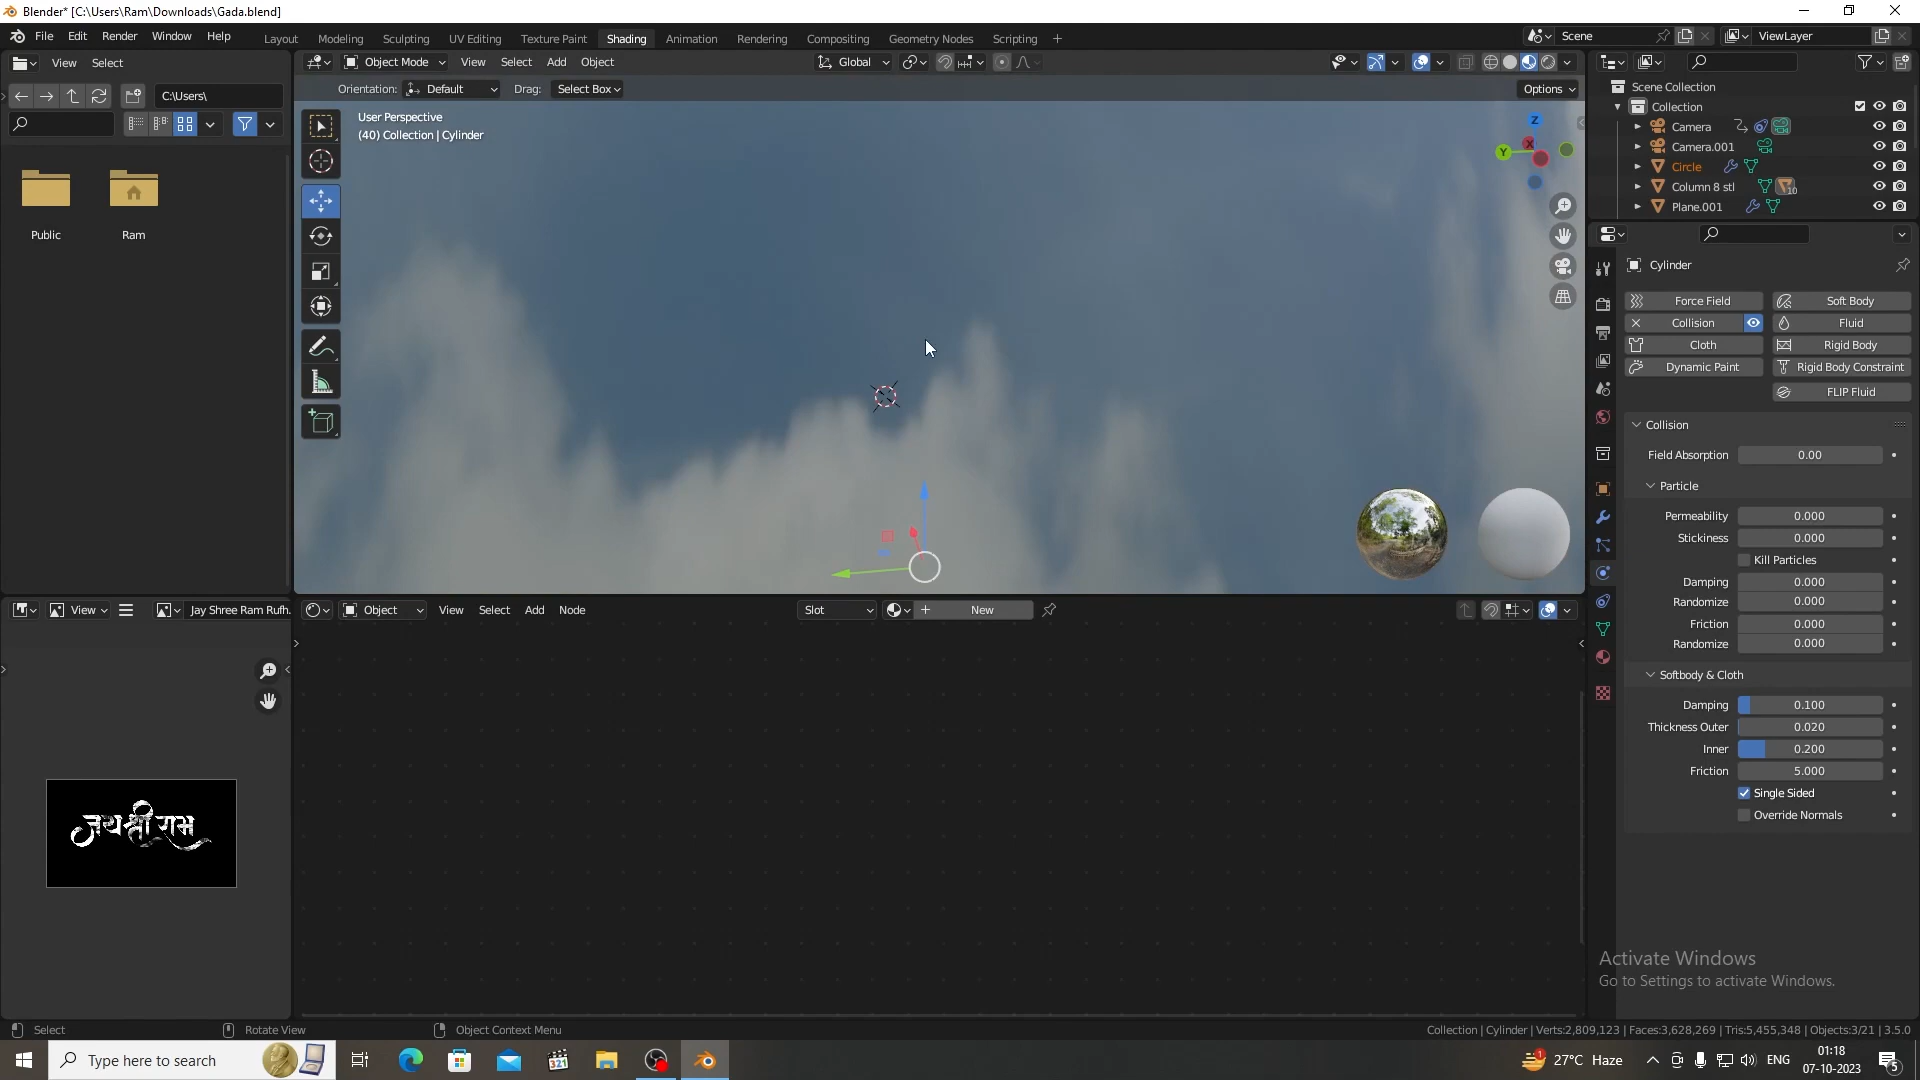 Blender* [C:\Users\Ram\Downloads\Gada.blend]
File Edit Render Window Help
Layout Modeling Sculpting UV Editing Texture Paint Shading Animation Rendering Compositing Geometry Nodes Scripting
Scene ViewLayer
View Select
Object Mode View Select Add Object Global
Orientation: Default Drag: Select Box Options
C:\Users\
Public Ram
User Perspective
(40) Collection | Cylinder
Z
Y
X
Scene Collection
Collection
Camera
Camera.001
Circle
Column 8 stl
10
Plane.001
Cylinder
Force Field Soft Body
Collision Fluid
Cloth Rigid Body
Dynamic Paint Rigid Body Constraint
FLIP Fluid
Collision
Field Absorption 0.00
Particle
Permeability 0.000
Stickiness 0.000
Kill Particles
Damping 0.000
Randomize 0.000
Friction 0.000
Randomize 0.000
Softbody & Cloth
Damping 0.100
Thickness Outer 0.020
Inner 0.200
Friction 5.000
Single Sided
Override Normals
View Jay Shree Ram Rufh.
Object View Select Add Node Slot New
जय श्री राम
Activate Windows
Go to Settings to activate Windows.
Select Rotate View Object Context Menu
Collection | Cylinder | Verts:2,809,123 | Faces:3,628,269 | Tris:5,455,348 | Objects:3/21 | 3.5.0
Type here to search
321
1
27°C Haze
ENG
01:18
07-10-2023
5